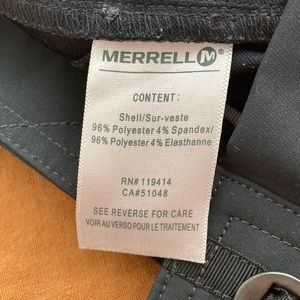 MERRELL M
CONTENT:
Shell/Sur-veste
96% Polyester 4% Spandex/
96% Polyester 4% Elasthanne
RN# 119414
CA# 51048
SEE REVERSE FOR CARE
VOIR AU VERSO POUR LE TRAITEMENT